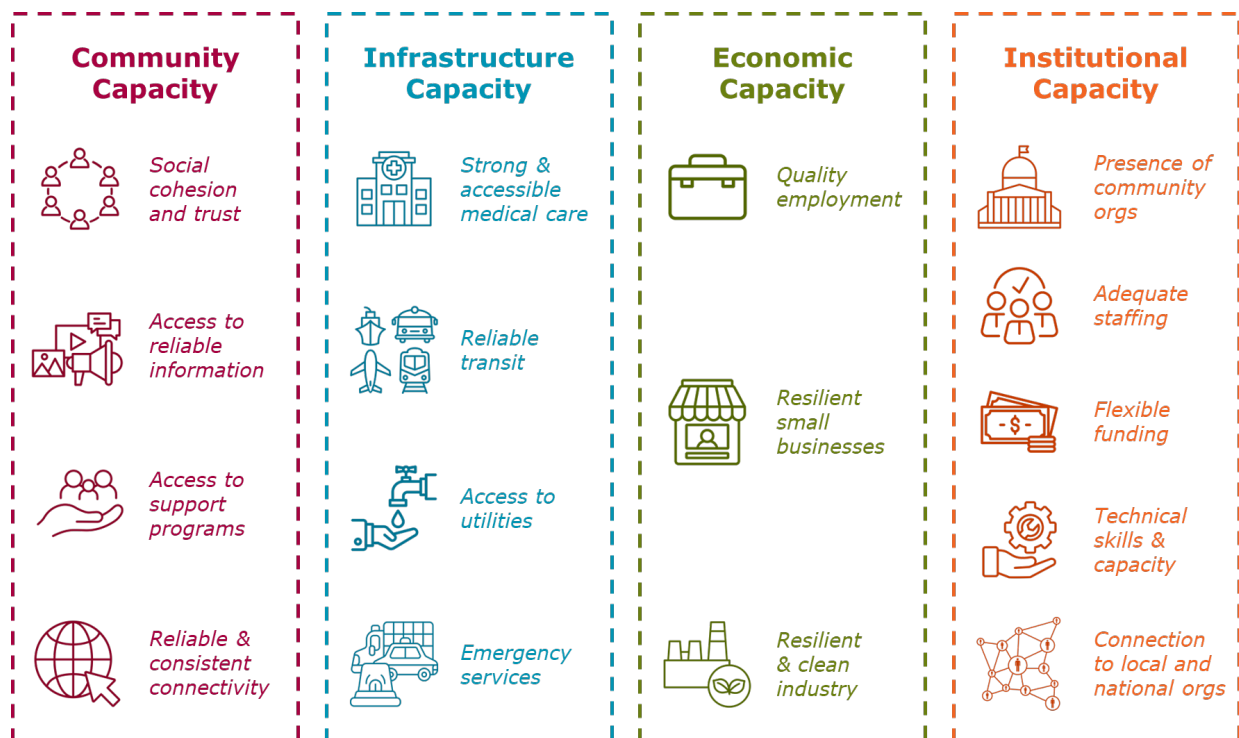 Community
Capacity
Social
cohesion
and trust
Access to
reliable
information
Access to
support
programs
Reliable &
consistent
connectivity
Infrastructure
Capacity
Strong &
accessible
medical care
Reliable
transit
Access to
utilities
Emergency
services
Economic
Capacity
Quality
employment
Resilient
small
businesses
Resilient
& clean
industry
Institutional
Capacity
Presence of
community
orgs
Adequate
staffing
-$-
Flexible
funding
Technical
skills &
capacity
Connection
to local and
national orgs